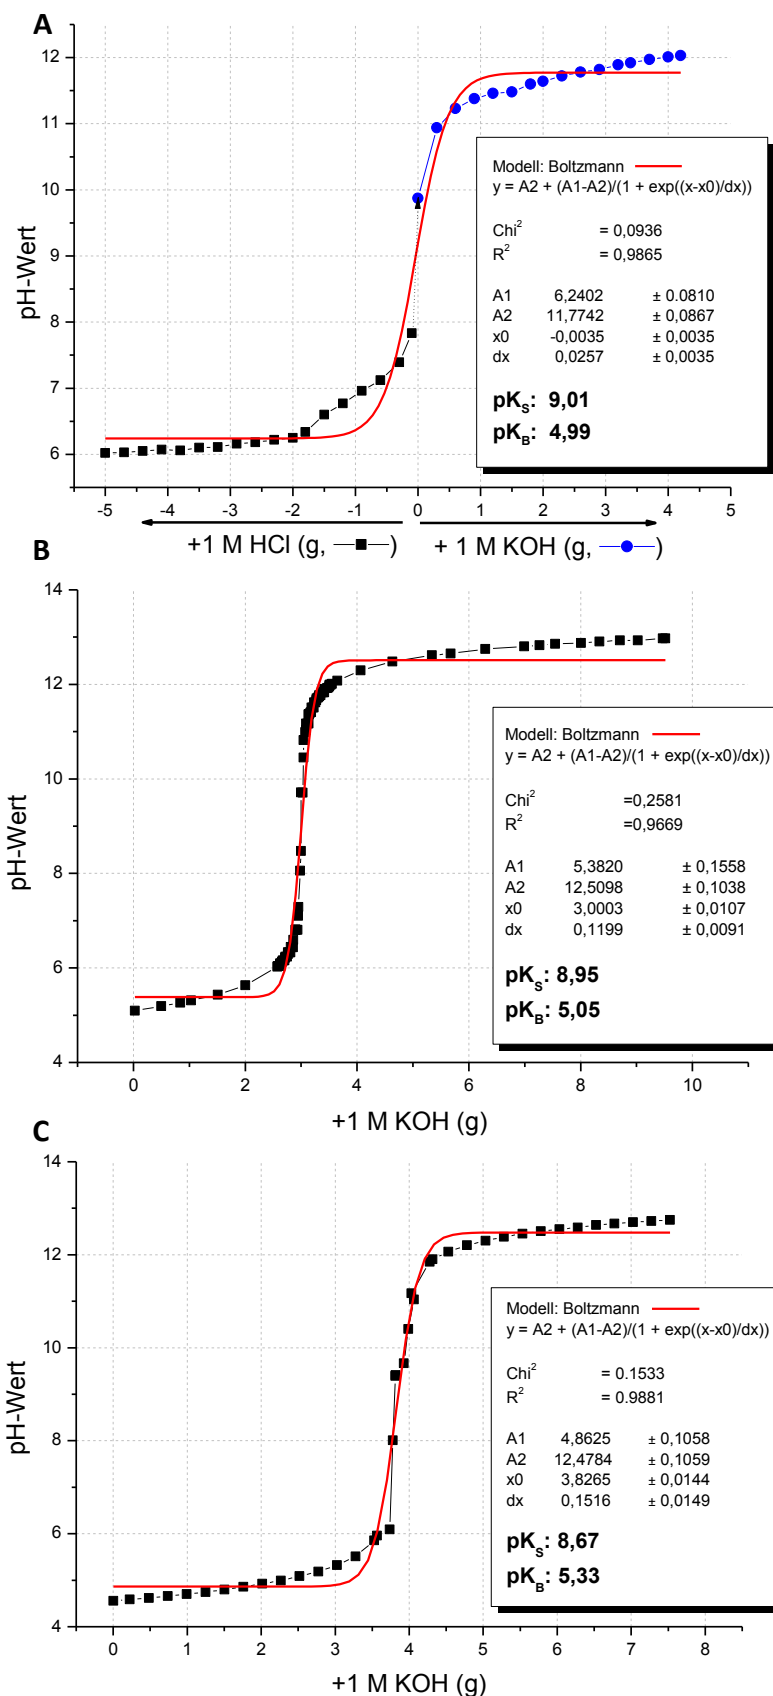 A
12
11
10
9
8
7
6
pH-Wert
Modell: Boltzmann
y = A2 + (A1-A2)/(1 + exp((x-x0)/dx))
Chi² = 0,0936
R² = 0,9865
A1 6,2402 ± 0.0810
A2 11,7742 ± 0,0867
x0 -0,0035 ± 0,0035
dx 0,0257 ± 0,0035
pKS: 9,01
pKB: 4,99
-5 -4 -3 -2 -1 0 1 2 3 4 5
+1 M HCl (g, ) + 1 M KOH (g, )
B
14
12
10
8
6
4
pH-Wert
Modell: Boltzmann
y = A2 + (A1-A2)/(1 + exp((x-x0)/dx))
Chi² =0,2581
R² =0,9669
A1 5,3820 ± 0,1558
A2 12,5098 ± 0,1038
x0 3,0003 ± 0,0107
dx 0,1199 ± 0,0091
pKS: 8,95
pKB: 5,05
0 2 4 6 8 10
+1 M KOH (g)
C
14
12
10
8
6
4
pH-Wert
Modell: Boltzmann
y = A2 + (A1-A2)/(1 + exp((x-x0)/dx))
Chi² = 0.1533
R² = 0.9881
A1 4,8625 ± 0,1058
A2 12,4784 ± 0,1059
x0 3,8265 ± 0,0144
dx 0,1516 ± 0,0149
pKS: 8,67
pKB: 5,33
0 1 2 3 4 5 6 7 8
+1 M KOH (g)